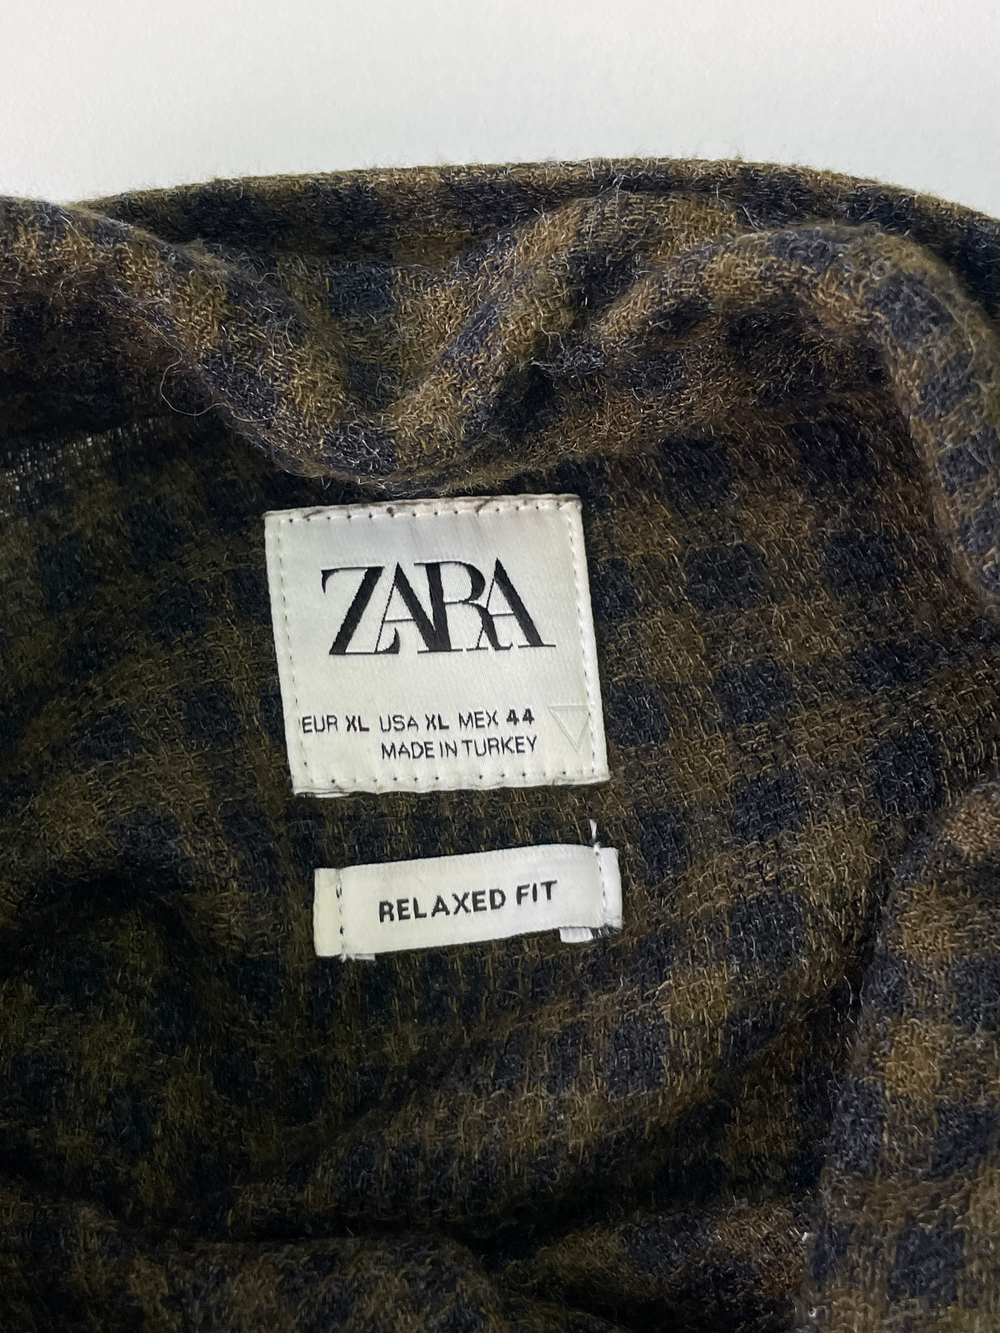 ZARA
EUR XL USA XL MEX 44
MADE IN TURKEY
RELAXED FIT